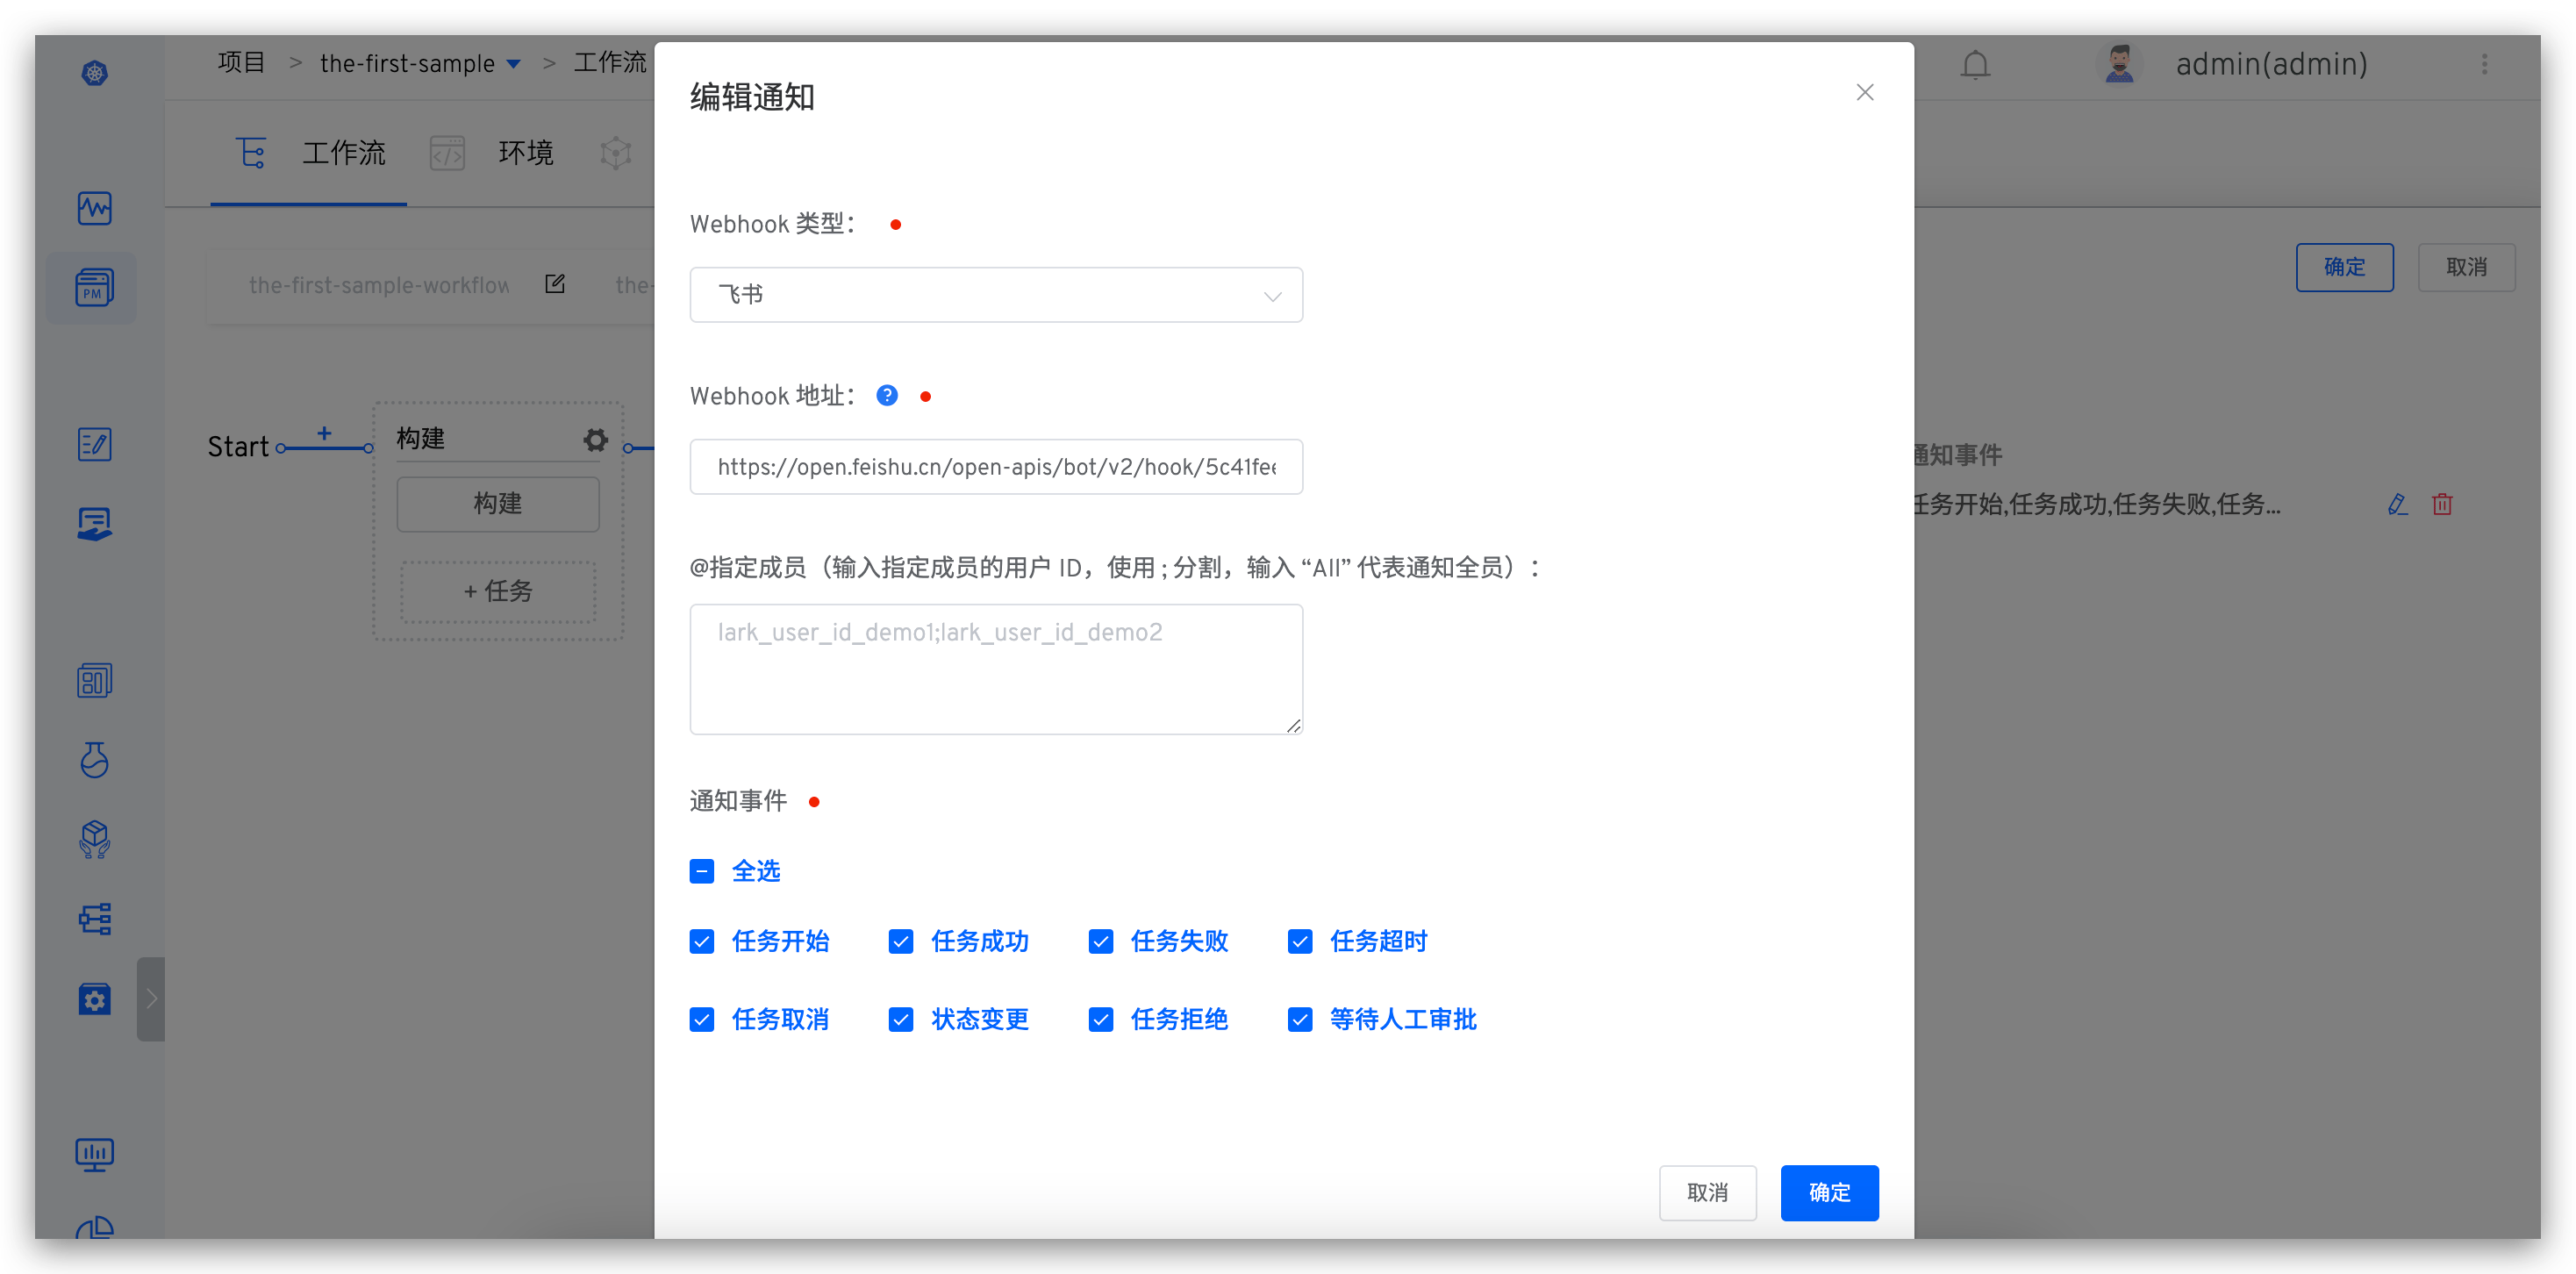 项目 > the-first-sample > 工作流
admin(admin)
工作流 环境
the-first-sample-workflow
the-
确定 取消
Start
+
构建
构建
+ 任务
PM
通知事件
任务开始,任务成功,任务失败,任务...
编辑通知
Webhook 类型：
飞书
Webhook 地址：
https://open.feishu.cn/open-apis/bot/v2/hook/5c41fee
@指定成员（输入指定成员的用户 ID，使用 ; 分割，输入 “All” 代表通知全员）：
lark_user_id_demo1;lark_user_id_demo2
通知事件
全选
任务开始 任务成功 任务失败 任务超时
任务取消 状态变更 任务拒绝 等待人工审批
取消 确定